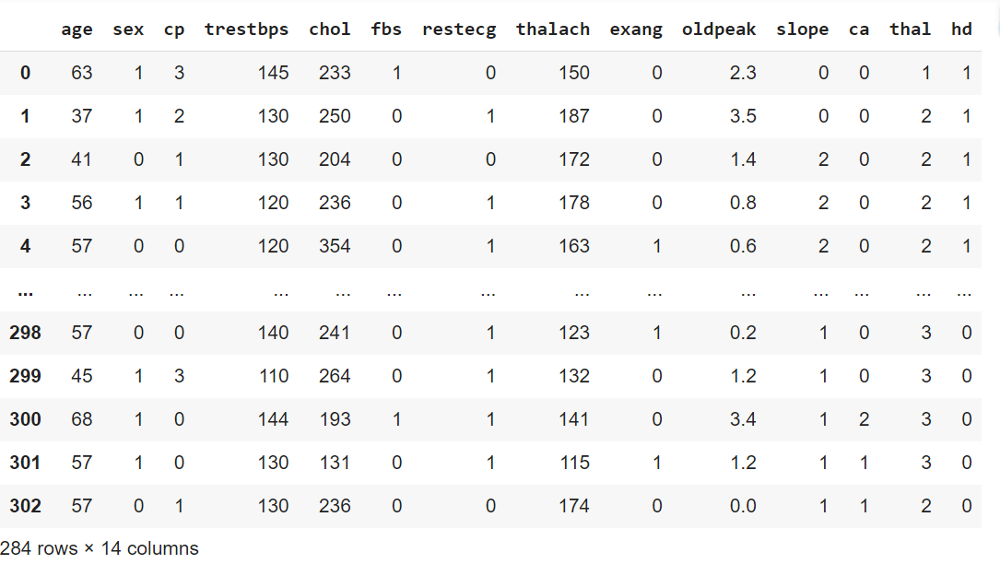 age sex cp trestbps chol fbs restecg thalach exang oldpeak slope ca thal hd
0 63 1 3 145 233 1 0 150 0 2.3 0 0 1 1
1 37 1 2 130 250 0 1 187 0 3.5 0 0 2 1
2 41 0 1 130 204 0 0 172 0 1.4 2 0 2 1
3 56 1 1 120 236 0 1 178 0 0.8 2 0 2 1
4 57 0 0 120 354 0 1 163 1 0.6 2 0 2 1
... ... ... ... ... ... ... ... ... ... ... ... ... ... ...
298 57 0 0 140 241 0 1 123 1 0.2 1 0 3 0
299 45 1 3 110 264 0 1 132 0 1.2 1 0 3 0
300 68 1 0 144 193 1 1 141 0 3.4 1 2 3 0
301 57 1 0 130 131 0 1 115 1 1.2 1 1 3 0
302 57 0 1 130 236 0 0 174 0 0.0 1 1 2 0
284 rows × 14 columns